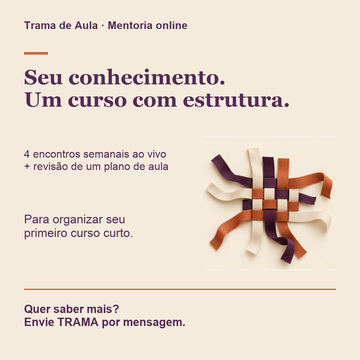 Trama de Aula · Mentoria online
Seu conhecimento.
Um curso com estrutura.
4 encontros semanais ao vivo
+ revisão de um plano de aula
Para organizar seu
primeiro curso curto.
Quer saber mais?
Envie TRAMA por mensagem.